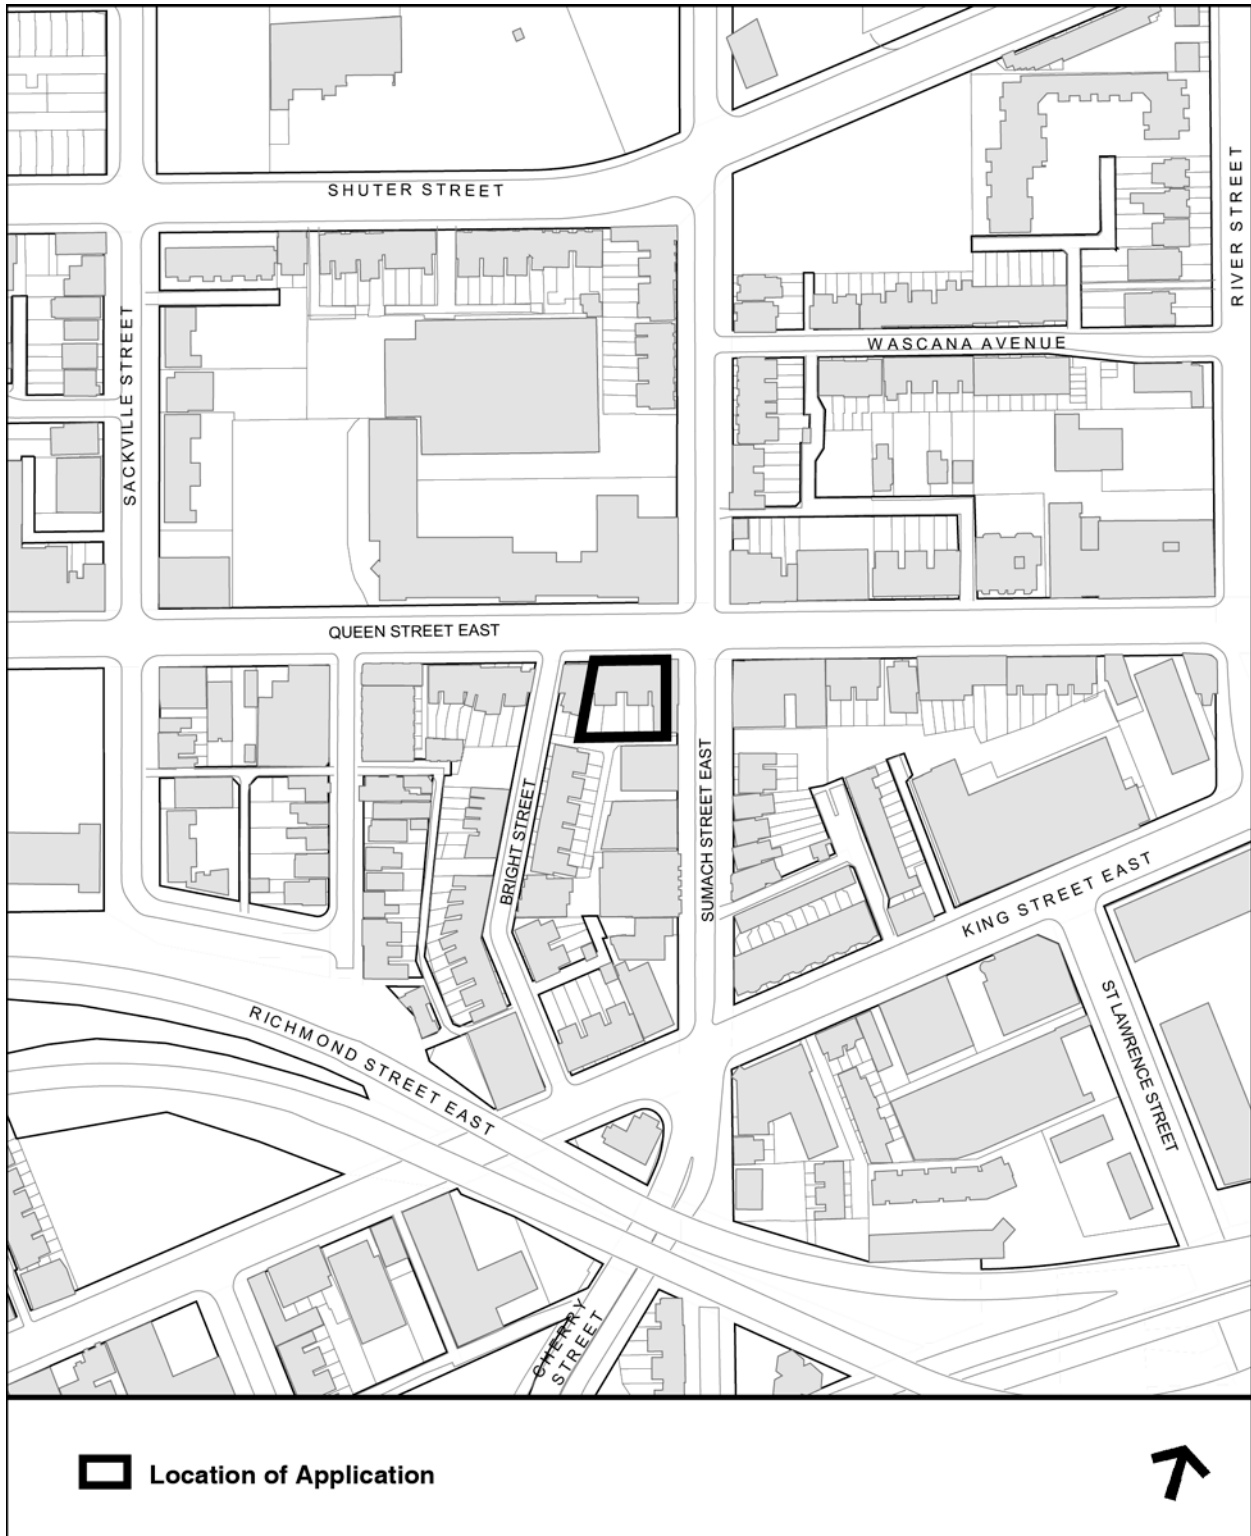 SHUTER STREET
RIVER STREET
WASCANA AVENUE
SACKVILLE STREET
QUEEN STREET EAST
SUMACH STREET EAST
BRIGHT STREET
KING STREET EAST
ST LAWRENCE STREET
RICHMOND STREET EAST
CHERRY
STREET
Location of Application